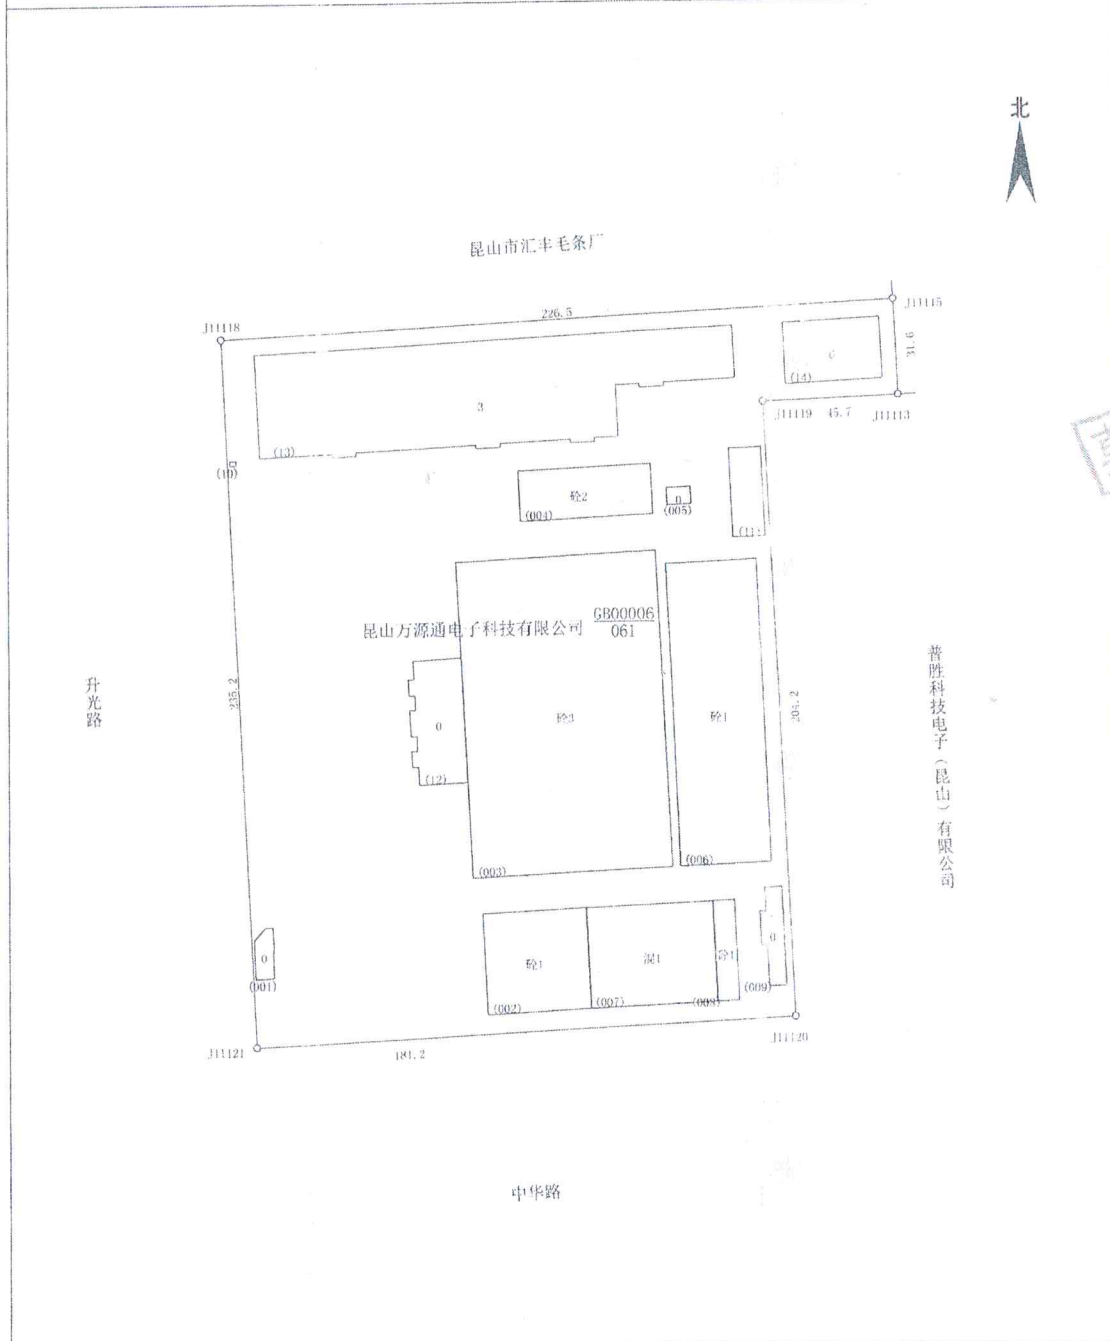 北
昆山市汇丰毛条厂
J11115
226.5
J11118
31.6
(14)
J11119
45.7
J11113
3
(13)
(10)
砼2
(004)
0
(005)
(11)
昆山万源通电子科技有限公司
GB00006
061
升光路
235.2
普胜科技电子(昆山)有限公司
204.2
砼3
砼1
0
(12)
(006)
(003)
砼1
混1
0
0
(001)
(002)
(007)
(008)
(009)
J11121
181.2
J11120
中华路